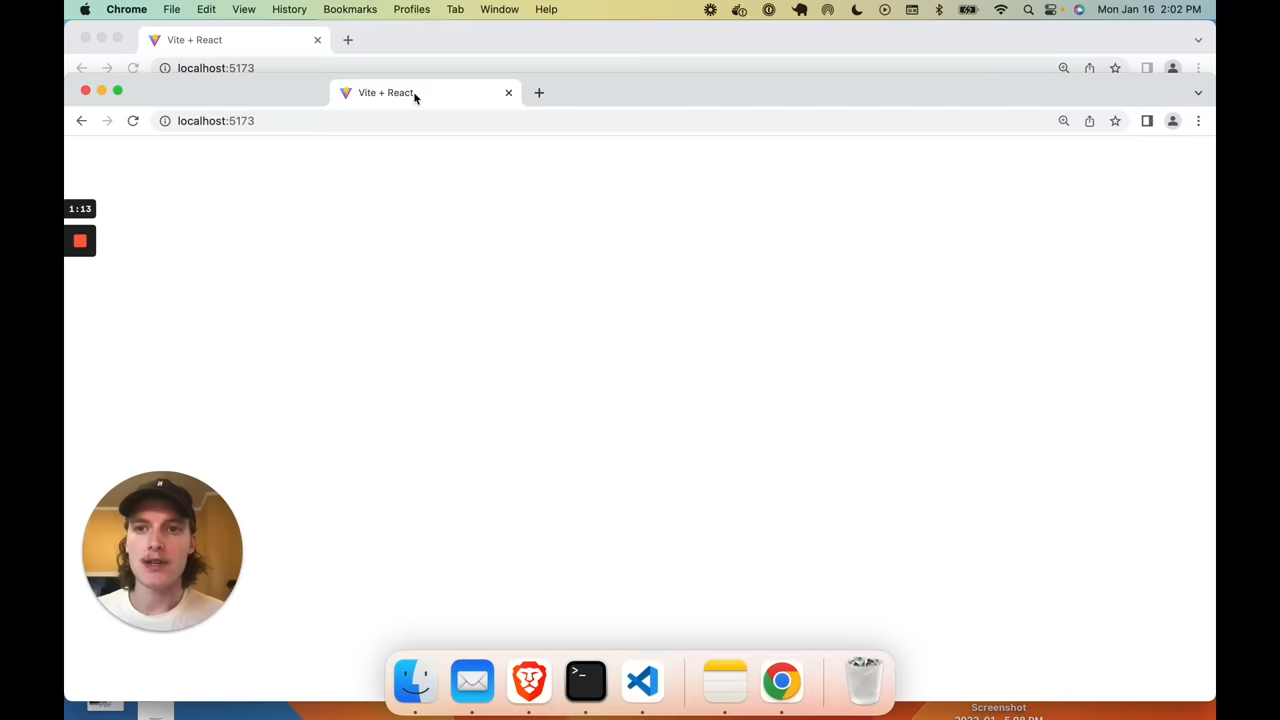 Chrome File Edit View History Bookmarks Profiles Tab Window Help Mon Jan 16 2:02 PM
Vite + React
localhost:5173
Vite + React
localhost:5173
1:13
>_
PDF
Screenshot